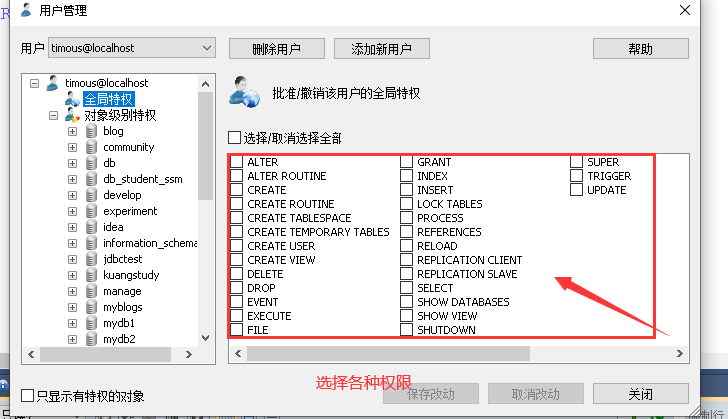 R
用户管理
用户
timous@localhost
删除用户
添加新用户
帮助
timous@localhost
全局特权
对象级别特权
blog
community
db
db_student_ssm
develop
experiment
idea
information_schema
jdbctest
kuangstudy
manage
myblogs
mydb1
mydb2
批准/撤销该用户的全局特权
选择/取消选择全部
ALTER
ALTER ROUTINE
CREATE
CREATE ROUTINE
CREATE TABLESPACE
CREATE TEMPORARY TABLES
CREATE USER
CREATE VIEW
DELETE
DROP
EVENT
EXECUTE
FILE
GRANT
INDEX
INSERT
LOCK TABLES
PROCESS
REFERENCES
RELOAD
REPLICATION CLIENT
REPLICATION SLAVE
SELECT
SHOW DATABASES
SHOW VIEW
SHUTDOWN
SUPER
TRIGGER
UPDATE
选择各种权限
只显示有特权的对象
保存改动
取消改动
关闭